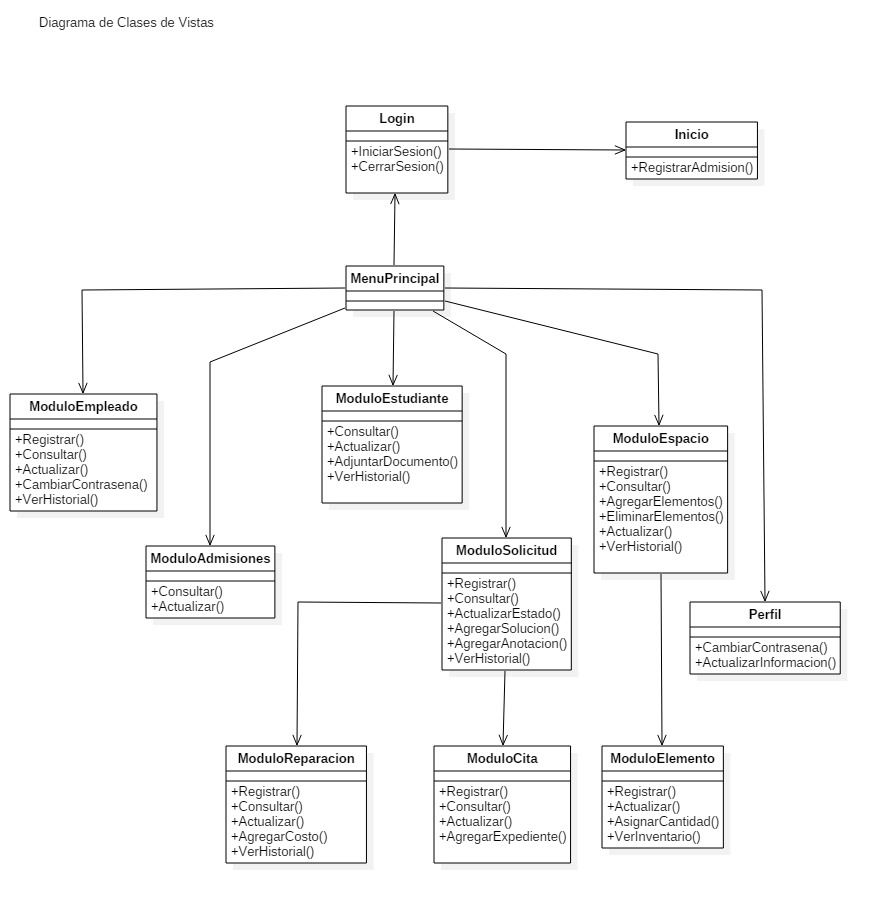 Diagrama de Clases de Vistas
Login
+IniciarSesion()
+CerrarSesion()
Inicio
+RegistrarAdmision()
MenuPrincipal
ModuloEmpleado
+Registrar()
+Consultar()
+Actualizar()
+CambiarContrasena()
+VerHistorial()
ModuloEstudiante
+Consultar()
+Actualizar()
+AdjuntarDocumento()
+VerHistorial()
ModuloEspacio
+Registrar()
+Consultar()
+AgregarElementos()
+EliminarElementos()
+Actualizar()
+VerHistorial()
ModuloAdmisiones
+Consultar()
+Actualizar()
ModuloSolicitud
+Registrar()
+Consultar()
+ActualizarEstado()
+AgregarSolucion()
+AgregarAnotacion()
+VerHistorial()
Perfil
+CambiarContrasena()
+ActualizarInformacion()
ModuloReparacion
+Registrar()
+Consultar()
+Actualizar()
+AgregarCosto()
+VerHistorial()
ModuloCita
+Registrar()
+Consultar()
+Actualizar()
+AgregarExpediente()
ModuloElemento
+Registrar()
+Actualizar()
+AsignarCantidad()
+VerInventario()